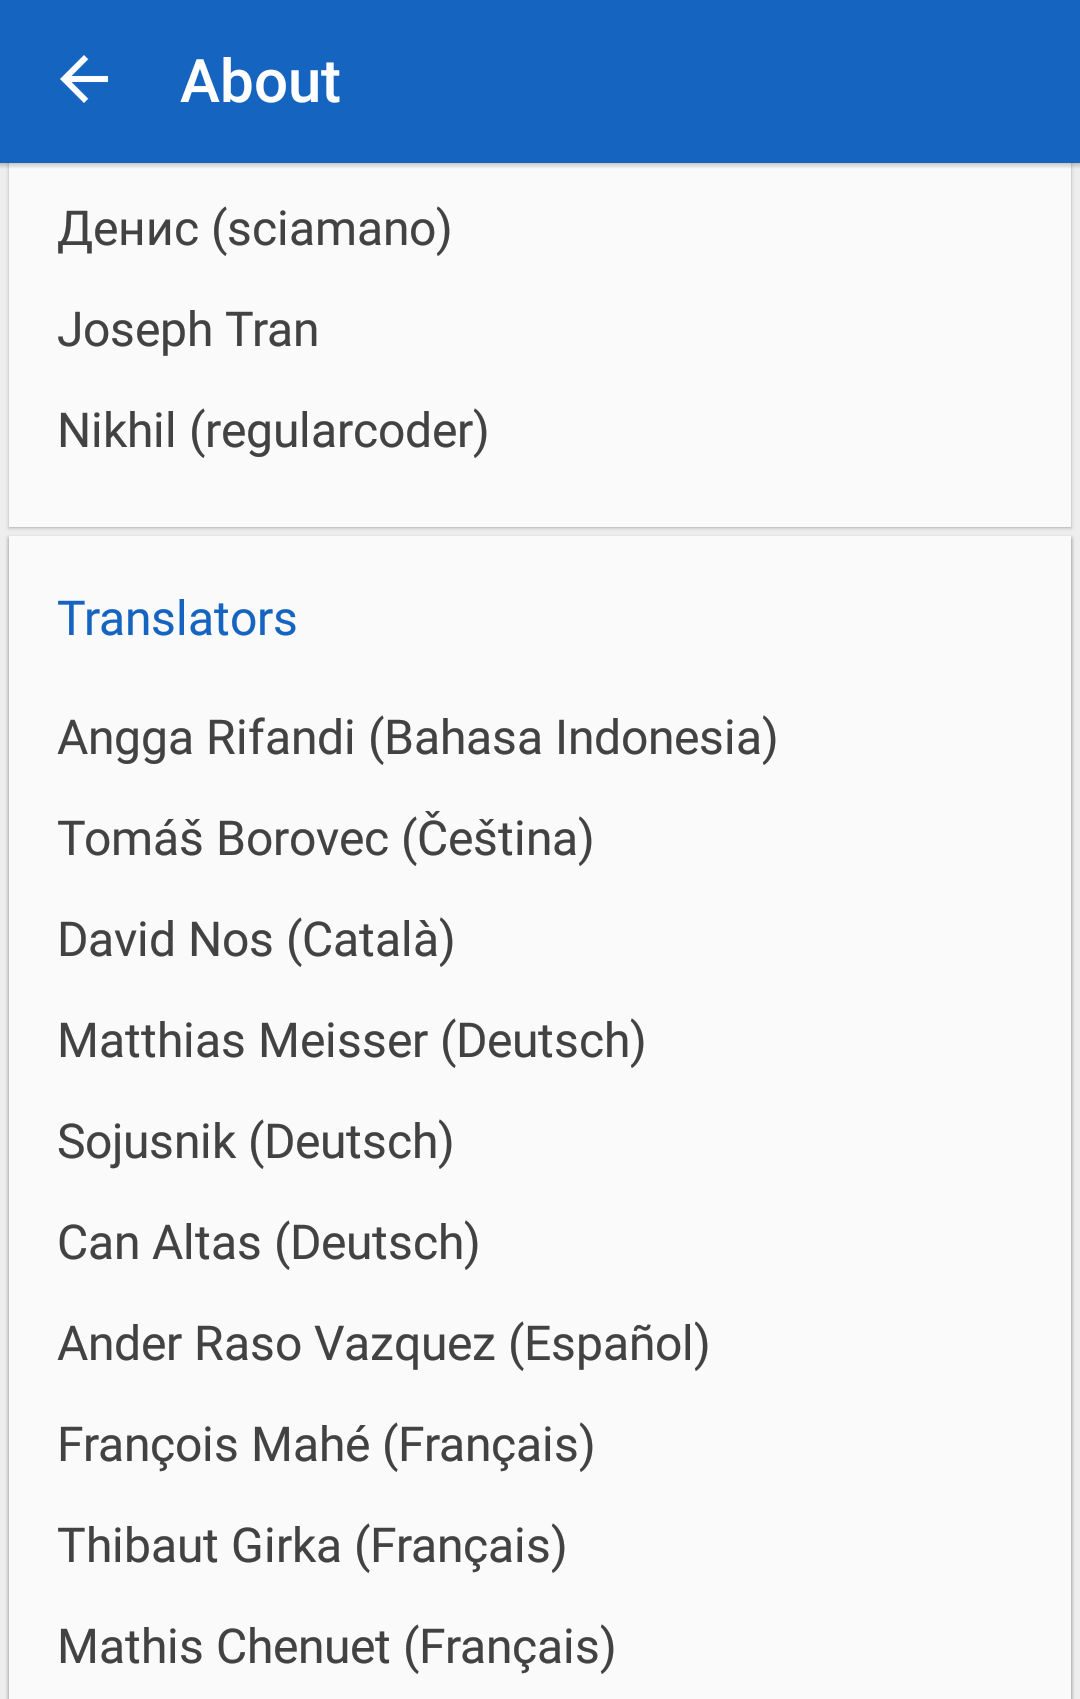 About
Денис (sciamano)
Joseph Tran
Nikhil (regularcoder)
Translators
Angga Rifandi (Bahasa Indonesia)
Tomáš Borovec (Čeština)
David Nos (Català)
Matthias Meisser (Deutsch)
Sojusnik (Deutsch)
Can Altas (Deutsch)
Ander Raso Vazquez (Español)
François Mahé (Français)
Thibaut Girka (Français)
Mathis Chenuet (Français)